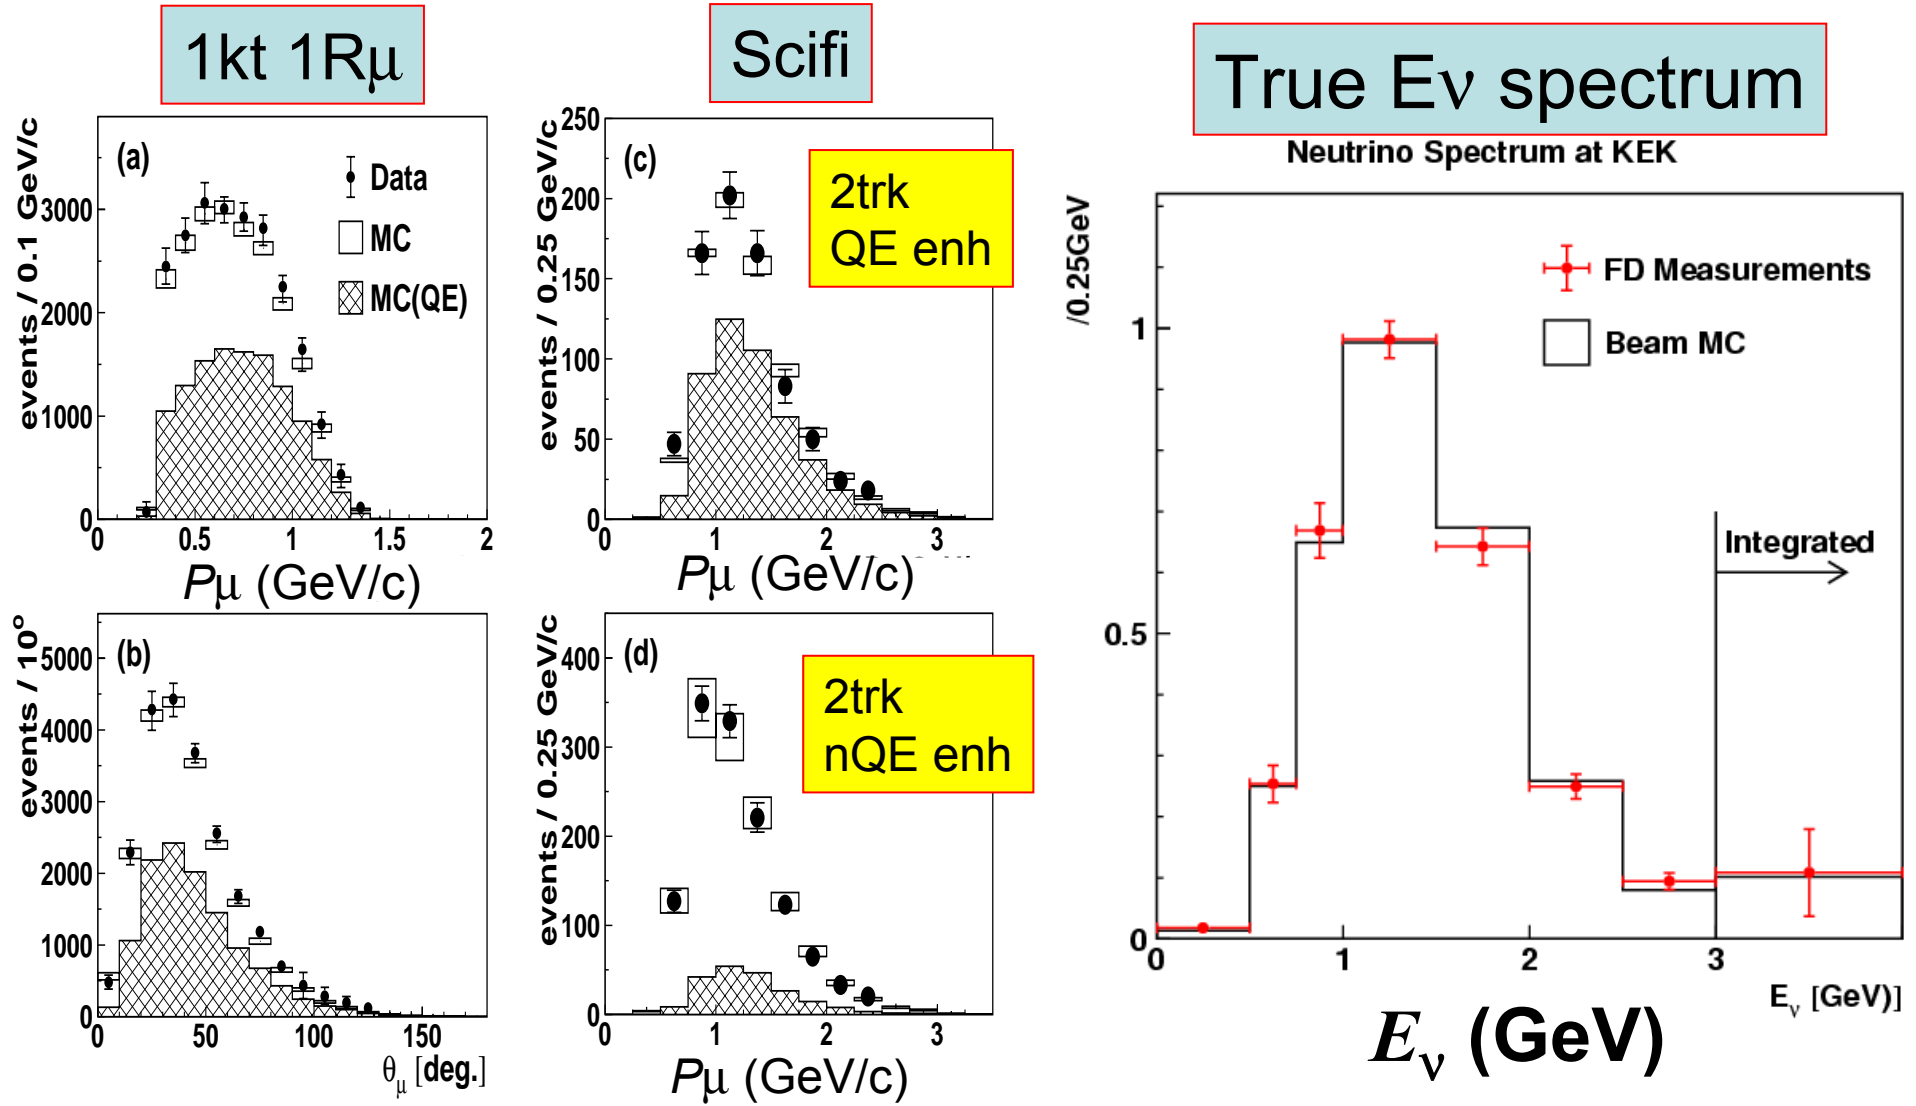 1kt 1Rμ
Scifi
True Eν spectrum
(a)
Data
MC
MC(QE)
events / 0.1 GeV/c
3000
2000
1000
0
0
0.5
1
1.5
2
Pμ (GeV/c)
(b)
events / 10°
5000
4000
3000
2000
1000
0
0
50
100
150
θμ [deg.]
(c)
2trk
QE enh
events / 0.25 GeV/c
250
200
150
100
50
0
0
1
2
3
Pμ (GeV/c)
(d)
2trk
nQE enh
events / 0.25 GeV/c
400
300
200
100
0
0
1
2
3
Pμ (GeV/c)
Neutrino Spectrum at KEK
/0.25GeV
FD Measurements
Beam MC
Integrated
1
0.5
0
0
1
2
3
Eν [GeV)]
Eν (GeV)